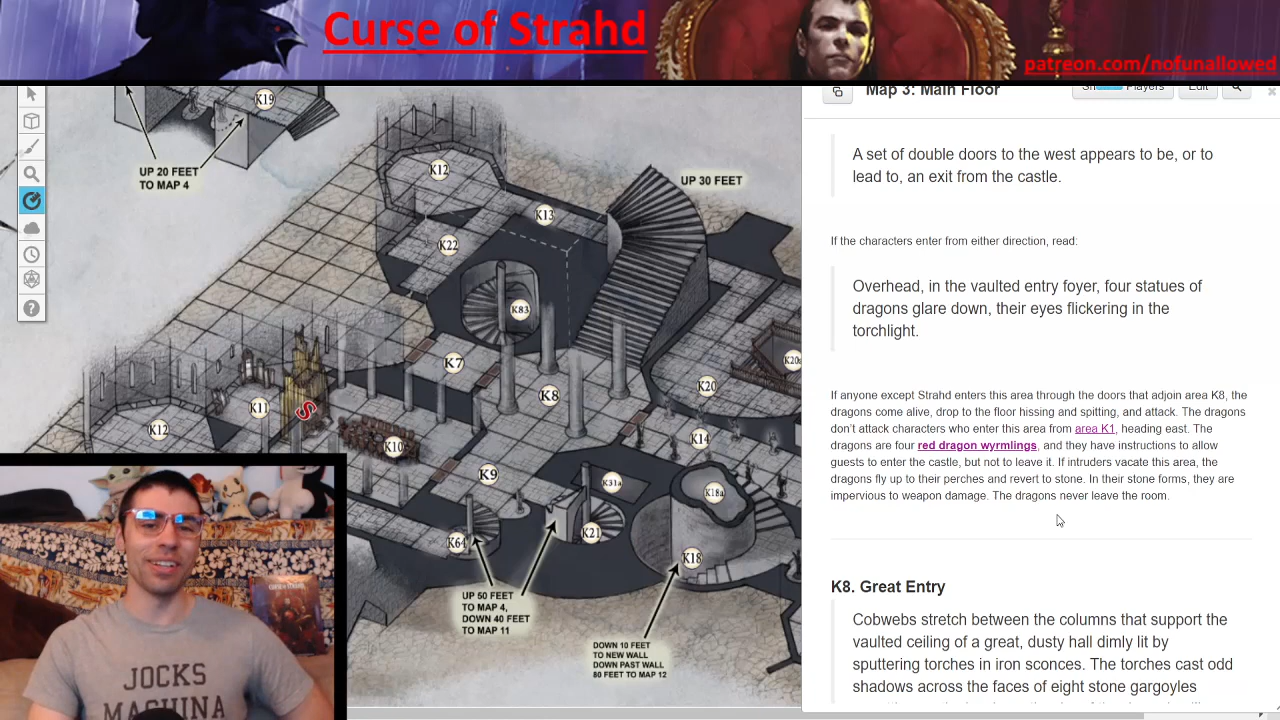 Curse of Strahd
patreon.com/nofunallowed
Map 3: Main Floor
Edit
A set of double doors to the west appears to be, or to
lead to, an exit from the castle.
If the characters enter from either direction, read:
Overhead, in the vaulted entry foyer, four statues of
dragons glare down, their eyes flickering in the
torchlight.
If anyone except Strahd enters this area through the doors that adjoin area K8, the
dragons come alive, drop to the floor hissing and spitting, and attack. The dragons
don't attack characters who enter this area from area K1, heading east. The
dragons are four red dragon wyrmlings, and they have instructions to allow
guests to enter the castle, but not to leave it. If intruders vacate this area, the
dragons fly up to their perches and revert to stone. In their stone forms, they are
impervious to weapon damage. The dragons never leave the room.
K8. Great Entry
Cobwebs stretch between the columns that support the
vaulted ceiling of a great, dusty hall dimly lit by
sputtering torches in iron sconces. The torches cast odd
shadows across the faces of eight stone gargoyles
K19
UP 20 FEET
TO MAP 4
K12
UP 30 FEET
K13
K22
K83
K7
K8
K20
K20a
K11
S
K12
K10
K14
K9
K31a
K18a
K64
K21
K18
UP 50 FEET
TO MAP 4,
DOWN 40 FEET
TO MAP 11
DOWN 10 FEET
TO NEW WALL
DOWN PAST WALL
80 FEET TO MAP 12
JOCKS
MACHINA